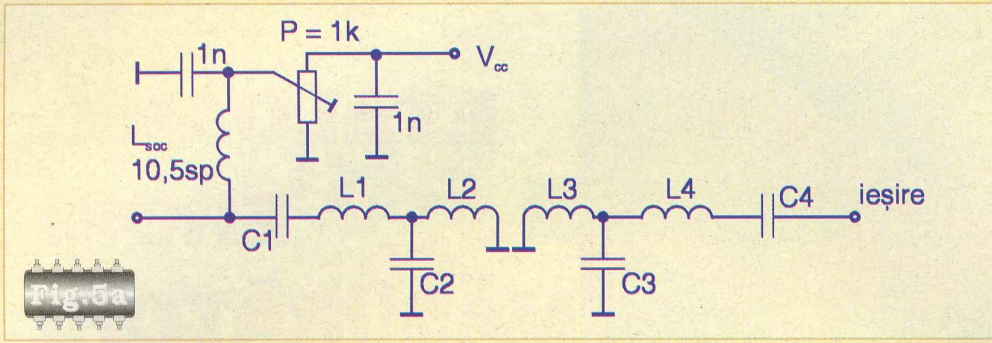 P = 1k
1n
Vcc
1n
Lsoc
10,5sp
L1
L2
L3
L4
C4
ieșire
C1
C2
C3
Fig.5a